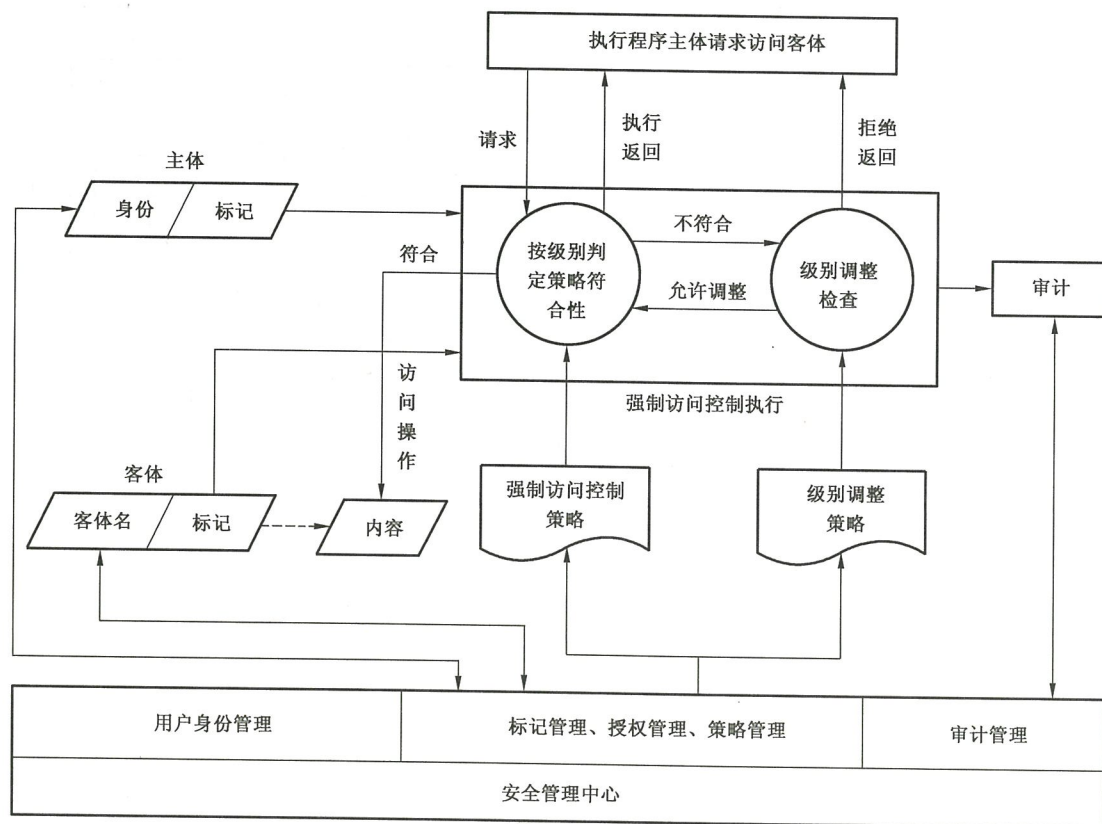 执行程序主体请求访问客体
请求
执行
返回
拒绝
返回
主体
身份
标记
符合
按级别判
定策略符
合性
不符合
允许调整
级别调整
检查
审计
访
问
操
作
强制访问控制执行
客体
客体名
标记
内容
强制访问控制
策略
级别调整
策略
用户身份管理
标记管理、授权管理、策略管理
审计管理
安全管理中心